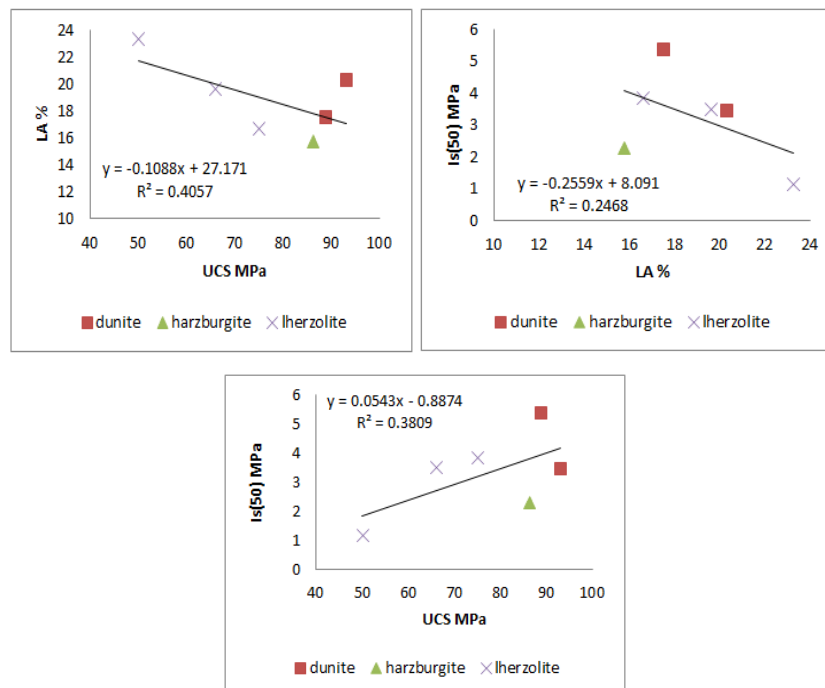 24
22
20
18
16
14
12
10
LA %
y = -0.1088x + 27.171
R² = 0.4057
40 50 60 70 80 90 100
UCS MPa
dunite harzburgite lherzolite
6
5
4
3
2
1
0
Is(50) MPa
y = -0.2559x + 8.091
R² = 0.2468
10 12 14 16 18 20 22 24
LA %
dunite harzburgite lherzolite
6
5
4
3
2
1
0
Is(50) MPa
y = 0.0543x - 0.8874
R² = 0.3809
40 50 60 70 80 90 100
UCS MPa
dunite harzburgite lherzolite